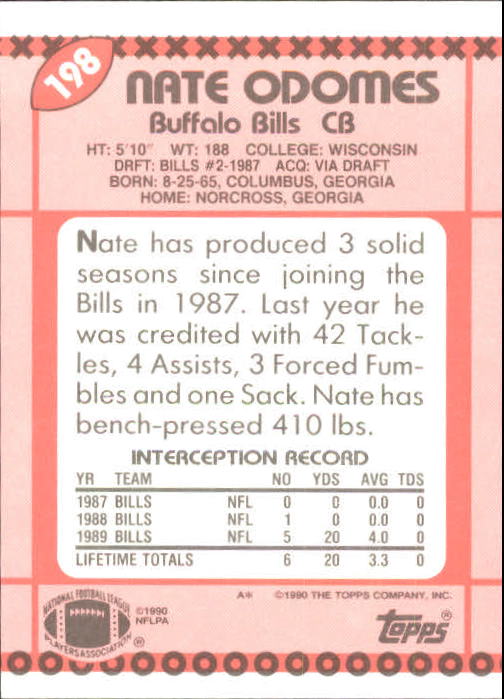 198
NATE ODOMES
Buffalo Bills CB
HT: 5'10" WT: 188 COLLEGE: WISCONSIN
DRFT: BILLS #2-1987 ACQ: VIA DRAFT
BORN: 8-25-65, COLUMBUS, GEORGIA
HOME: NORCROSS, GEORGIA
Nate has produced 3 solid
seasons since joining the
Bills in 1987. Last year he
was credited with 42 Tack-
les, 4 Assists, 3 Forced Fum-
bles and one Sack. Nate has
bench-pressed 410 lbs.
INTERCEPTION RECORD
YR TEAM NO YDS AVG TDS
1987 BILLS NFL 0 0 0.0 0
1988 BILLS NFL 1 0 0.0 0
1989 BILLS NFL 5 20 4.0 0
LIFETIME TOTALS 6 20 3.3 0
A* ©1990 THE TOPPS COMPANY, INC.
NATIONAL FOOTBALL LEAGUE
PLAYERS ASSOCIATION ®
©1990
NFLPA
topps®